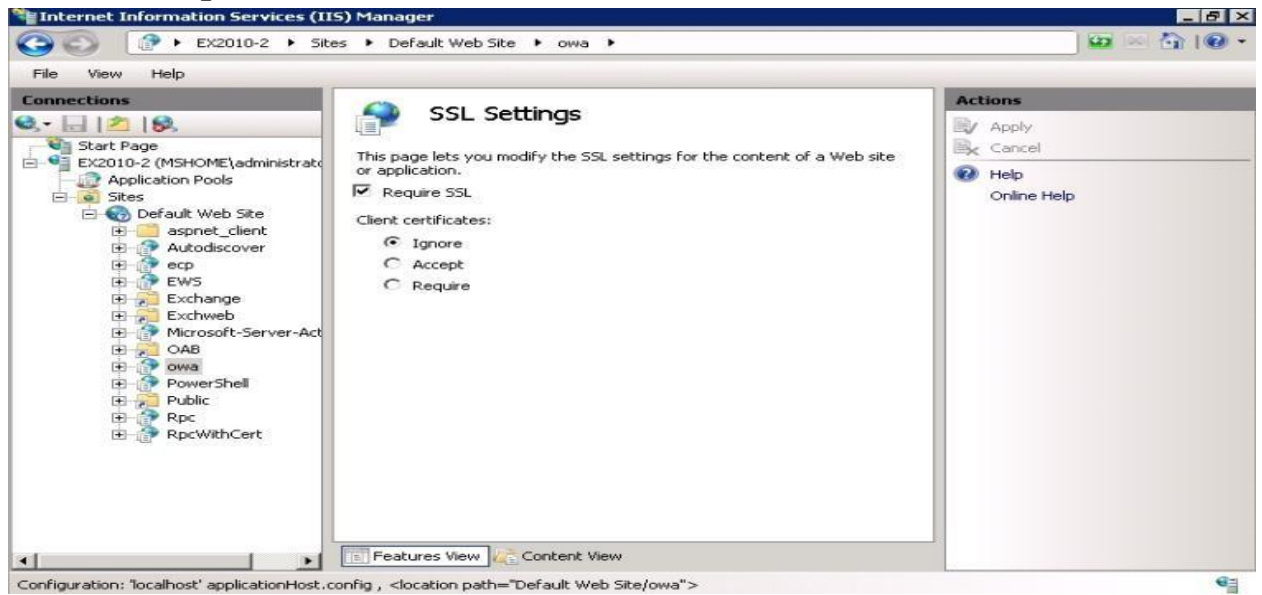 Internet Information Services (IIS) Manager
EX2010-2 Sites Default Web Site owa
File View Help
Connections
Start Page
EX2010-2 (MSHOME\administrato
Application Pools
Sites
Default Web Site
aspnet_client
Autodiscover
ecp
EWS
Exchange
Exchweb
Microsoft-Server-Act
OAB
owa
PowerShell
Public
Rpc
RpcWithCert
SSL Settings
This page lets you modify the SSL settings for the content of a Web site
or application.
Require SSL
Client certificates:
Ignore
Accept
Require
Features View Content View
Actions
Apply
Cancel
Help
Online Help
Configuration: 'localhost' applicationHost.config , <location path="Default Web Site/owa">